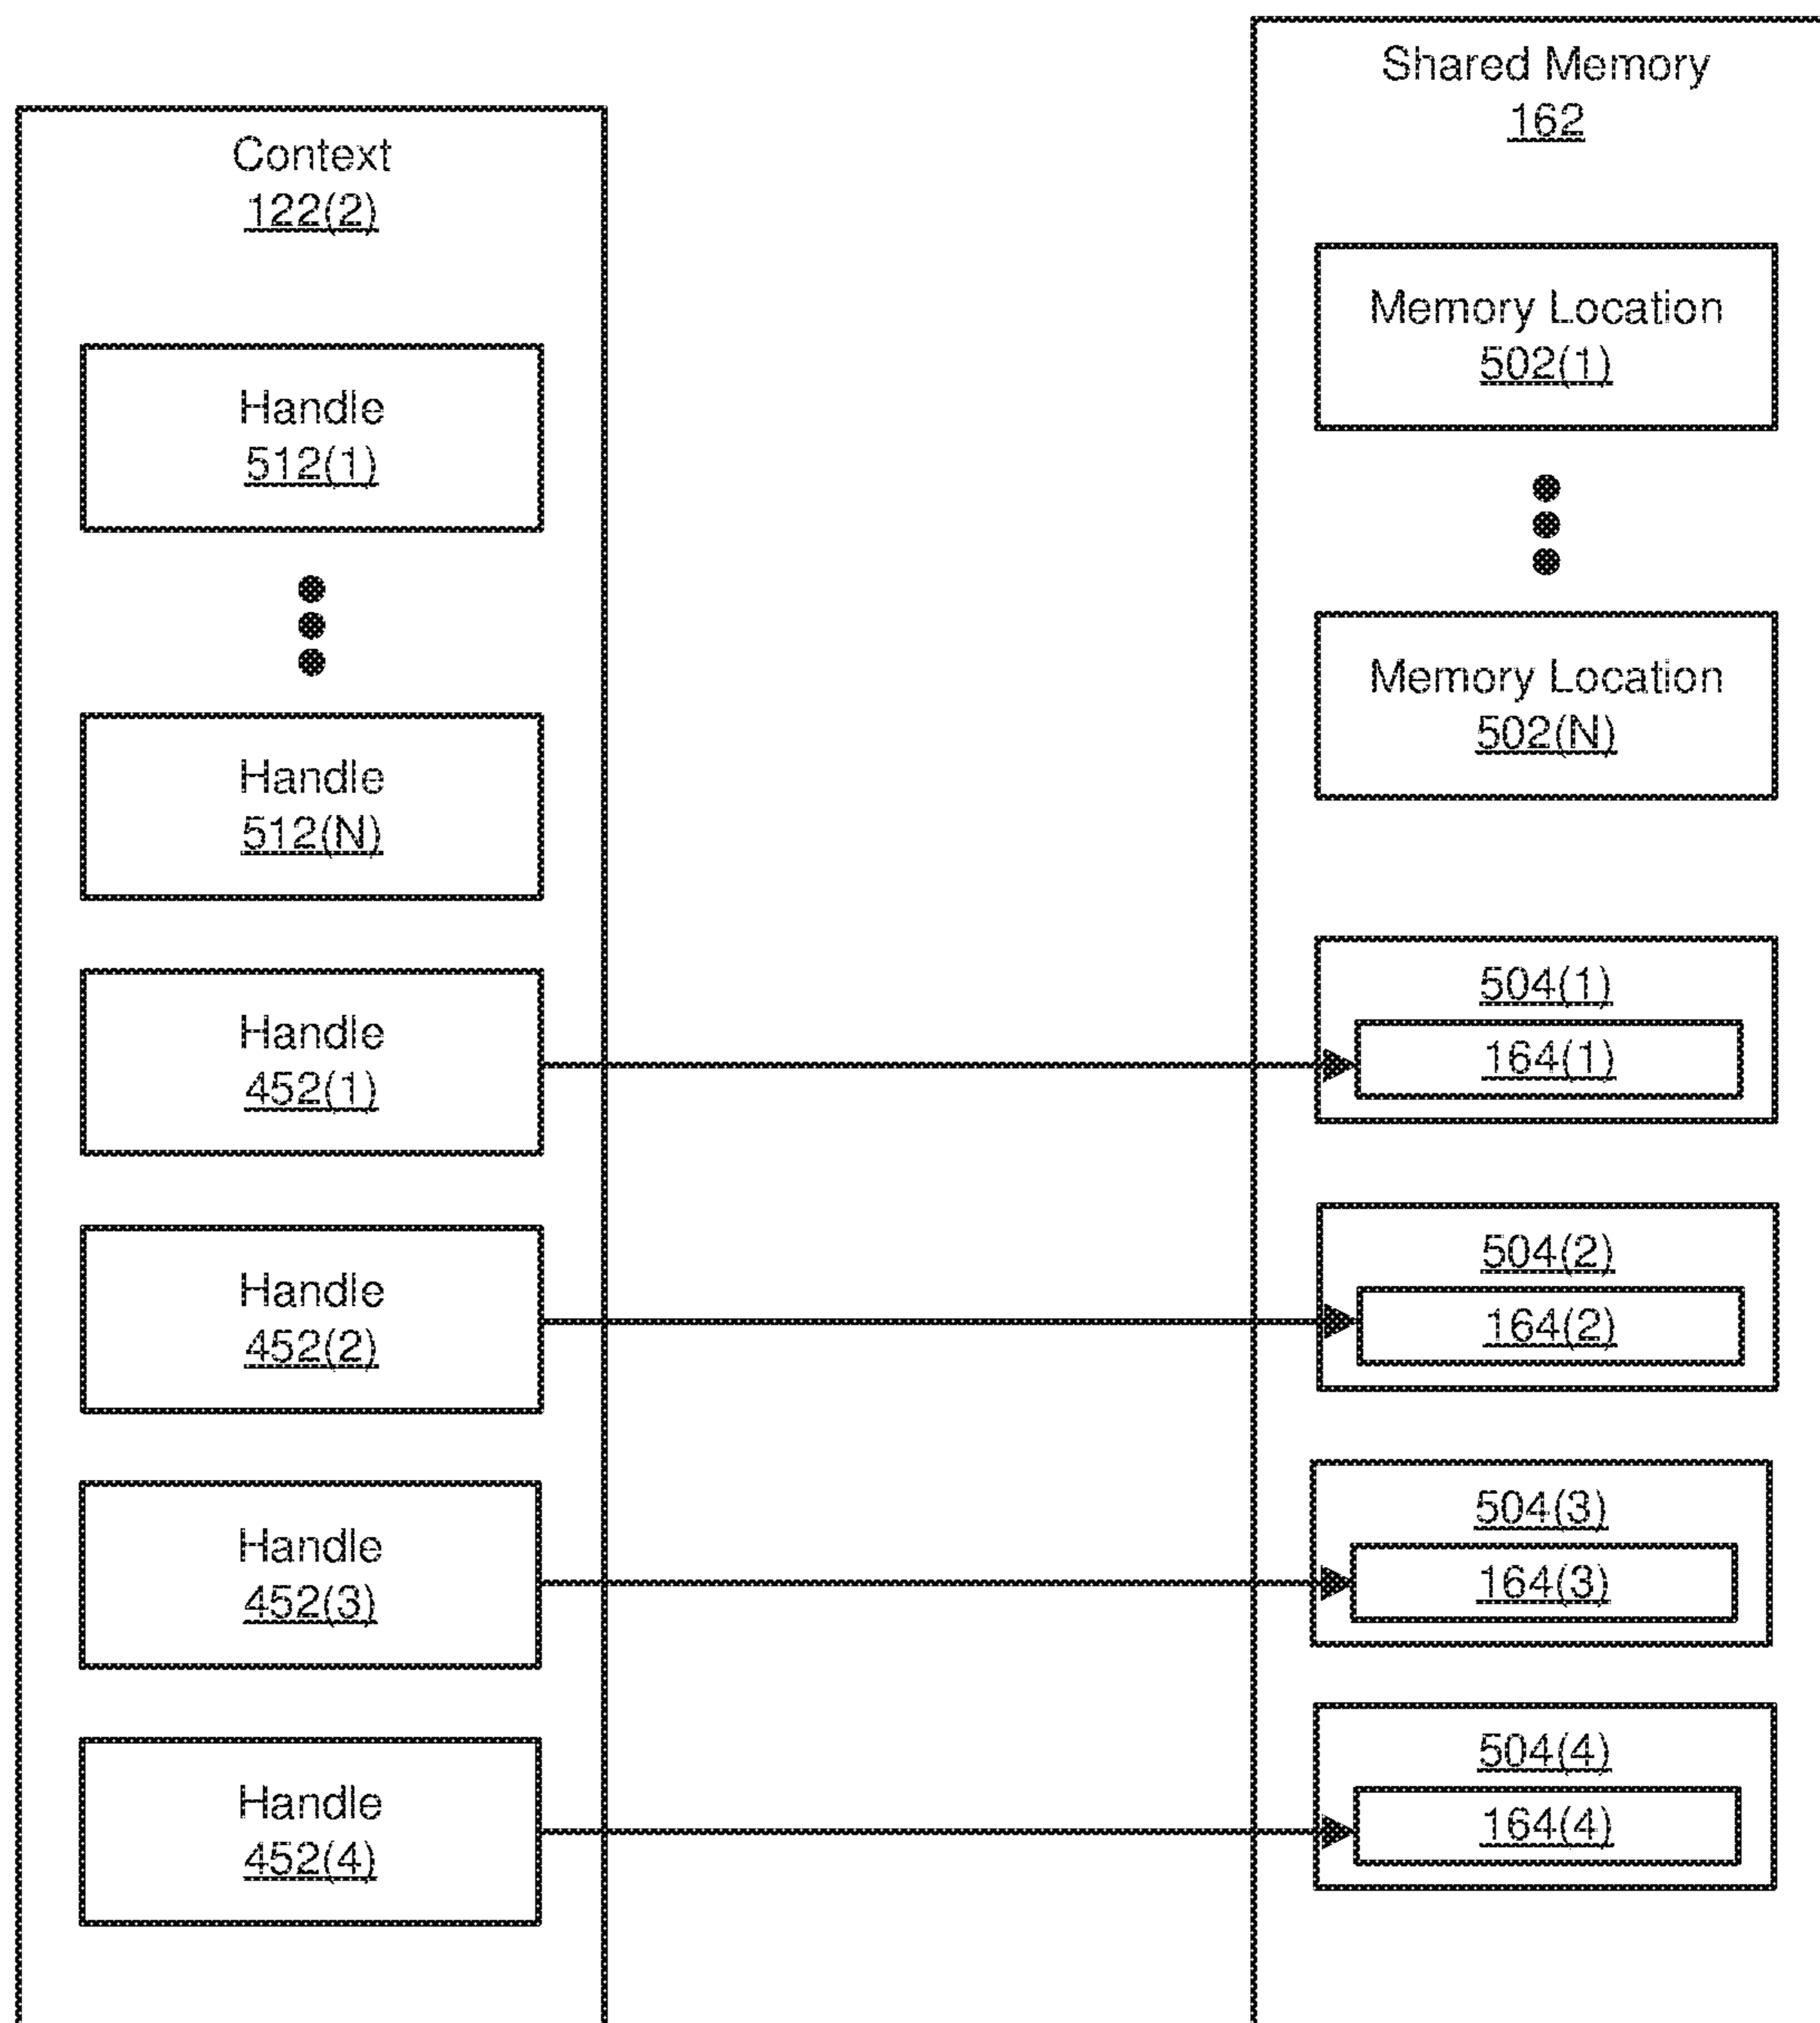 Context
122(2)
Handle
512(1)
Handle
512(N)
Handle
452(1)
Handle
452(2)
Handle
452(3)
Handle
452(4)
Shared Memory
162
Memory Location
502(1)
Memory Location
502(N)
504(1)
164(1)
504(2)
164(2)
504(3)
164(3)
504(4)
164(4)